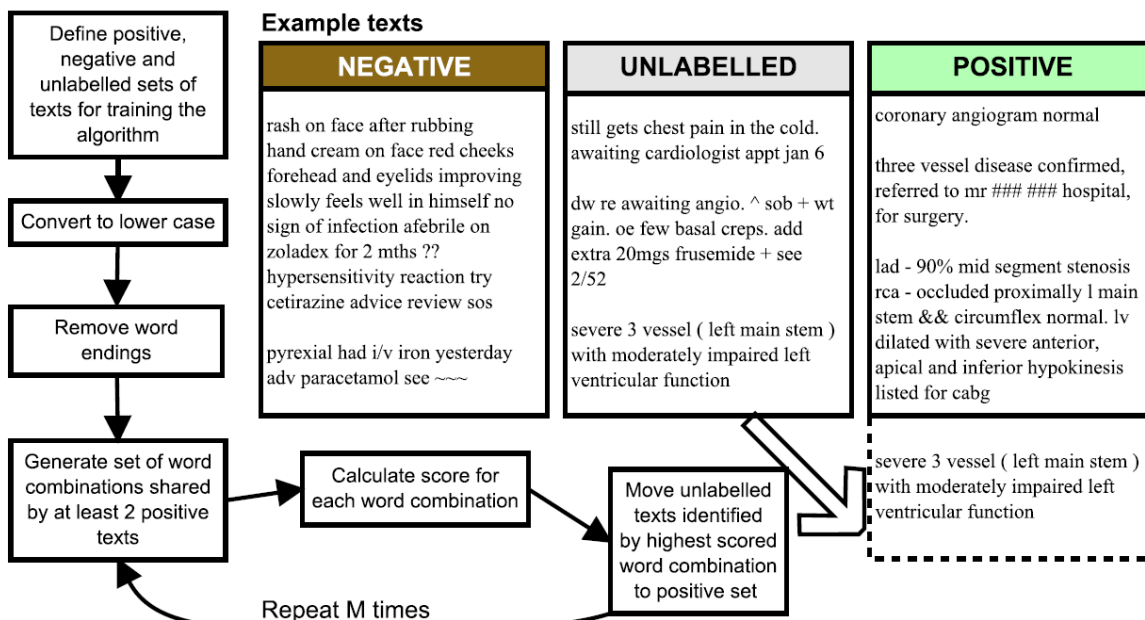 Define positive,
negative and
unlabelled sets of
texts for training the
algorithm
Convert to lower case
Remove word
endings
Generate set of word
combinations shared
by at least 2 positive
texts
Calculate score for
each word combination
Move unlabelled
texts identified
by highest scored
word combination
to positive set
Repeat M times
Example texts
NEGATIVE
rash on face after rubbing
hand cream on face red cheeks
forehead and eyelids improving
slowly feels well in himself no
sign of infection afebrile on
zoladex for 2 mths ??
hypersensitivity reaction try
cetirazine advice review sos
pyrexial had i/v iron yesterday
adv paracetamol see ~~~
UNLABELLED
still gets chest pain in the cold.
awaiting cardiologist appt jan 6
dw re awaiting angio. ^ sob + wt
gain. oe few basal creps. add
extra 20mgs frusemide + see
2/52
severe 3 vessel ( left main stem )
with moderately impaired left
ventricular function
POSITIVE
coronary angiogram normal
three vessel disease confirmed,
referred to mr ### ### hospital,
for surgery.
lad - 90% mid segment stenosis
rca - occluded proximally l main
stem && circumflex normal. lv
dilated with severe anterior,
apical and inferior hypokinesis
listed for cabg
severe 3 vessel ( left main stem )
with moderately impaired left
ventricular function